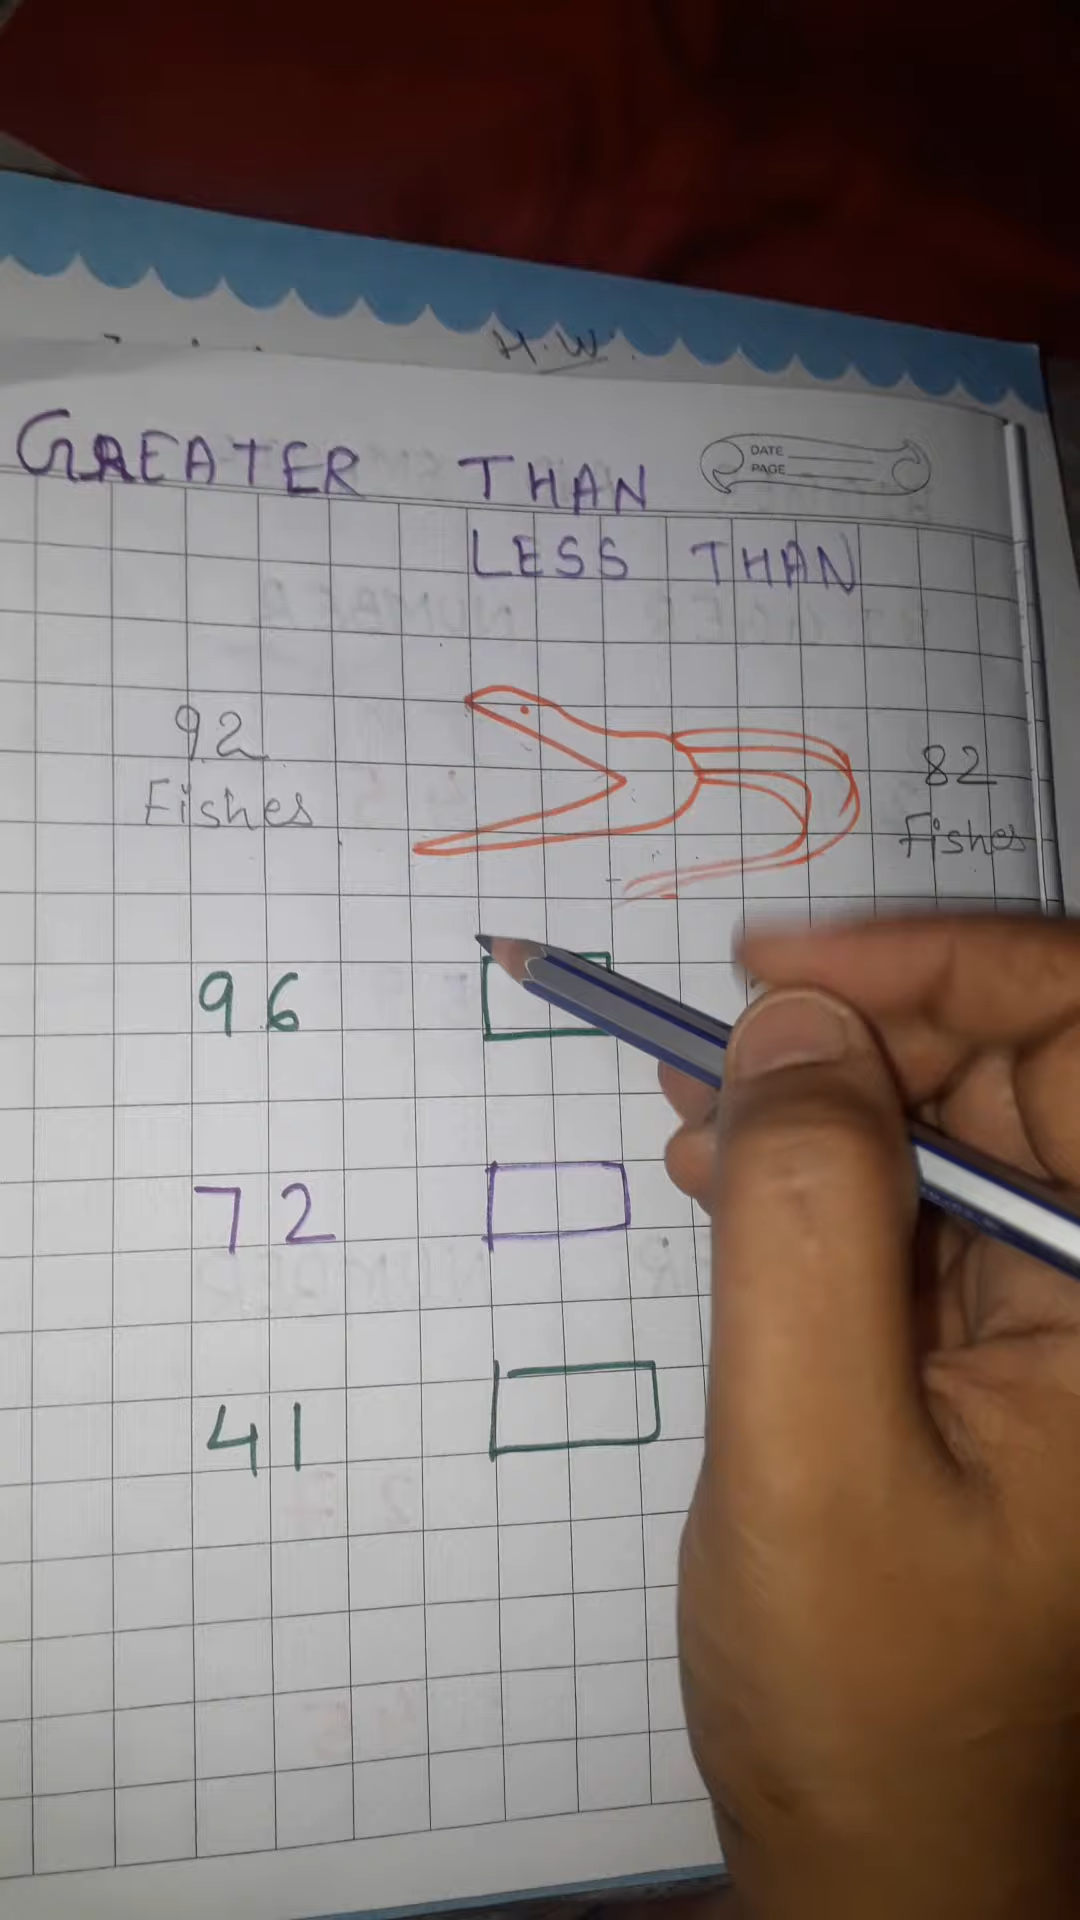 H.W.
GREATER THAN
DATE
PAGE
LESS THAN
92 82
Fishes Fishes
96
72
41